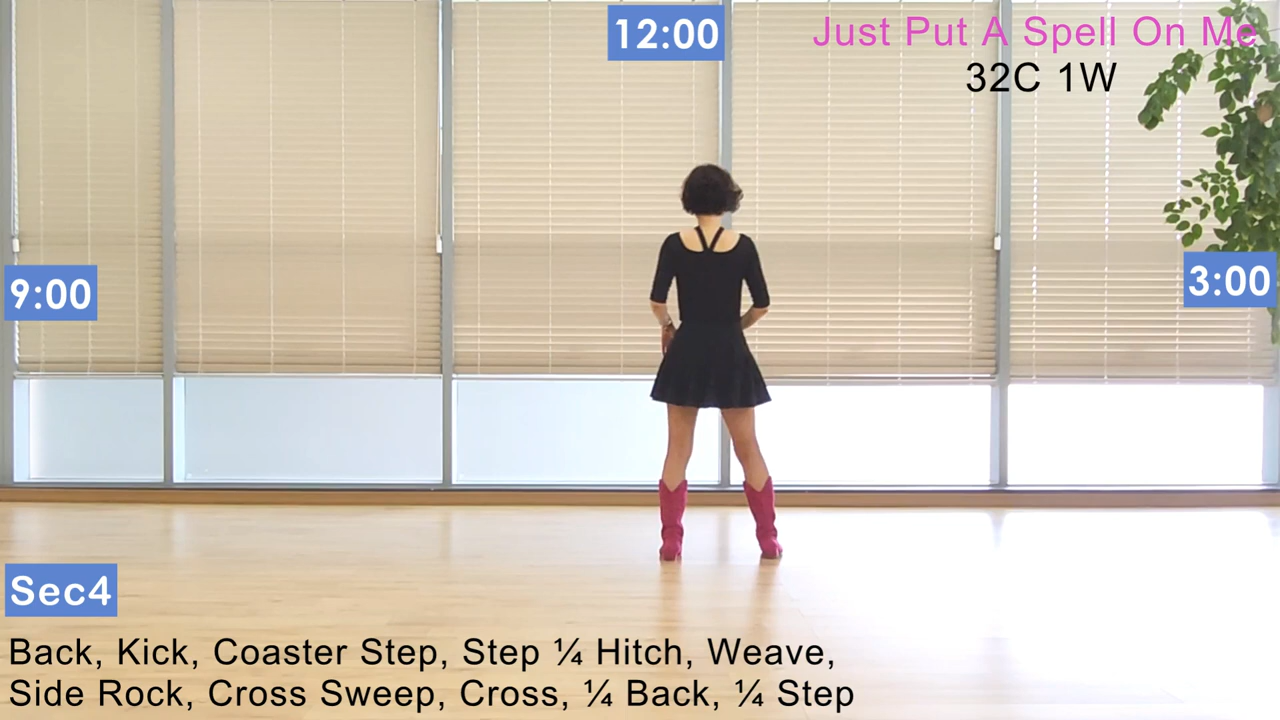 12:00
Just Put A Spell On Me
32C 1W
9:00
3:00
Sec4
Back, Kick, Coaster Step, Step ¼ Hitch, Weave,
Side Rock, Cross Sweep, Cross, ¼ Back, ¼ Step